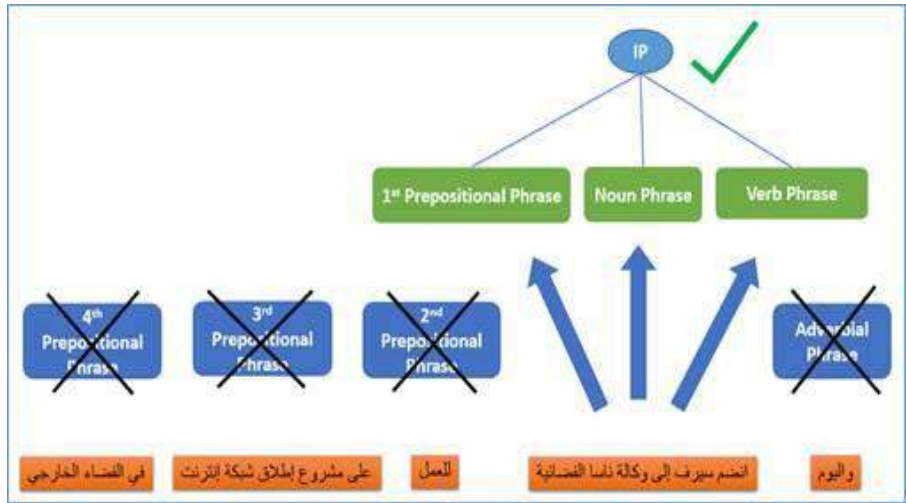 IP
1st Prepositional Phrase
Noun Phrase
Verb Phrase
4th
Prepositional
Phrase
3rd
Prepositional
Phrase
2nd
Prepositional
Phrase
Adverbial
Phrase
واليوم
انضم سيرف إلى وكالة ناسا الفضائية
للعمل
على مشروع إطلاق شبكة إنترنت
في الفضاء الخارجي